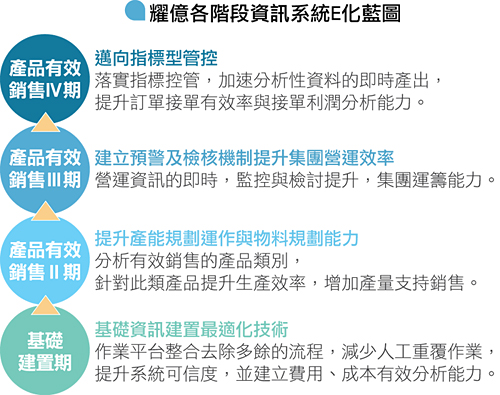 耀億各階段資訊系統E化藍圖
產品有效
銷售Ⅳ期
邁向指標型管控
落實指標控管，加速分析性資料的即時產出，
提升訂單接單有效率與接單利潤分析能力。
產品有效
銷售Ⅲ期
建立預警及檢核機制提升集團營運效率
營運資訊的即時，監控與檢討提升，集團運籌能力。
產品有效
銷售Ⅱ期
提升產能規劃運作與物料規劃能力
分析有效銷售的產品類別，
針對此類產品提升生產效率，增加產量支持銷售。
基礎
建置期
基礎資訊建置最適化技術
作業平台整合去除多餘的流程，減少人工重覆作業，
提升系統可信度，並建立費用、成本有效分析能力。